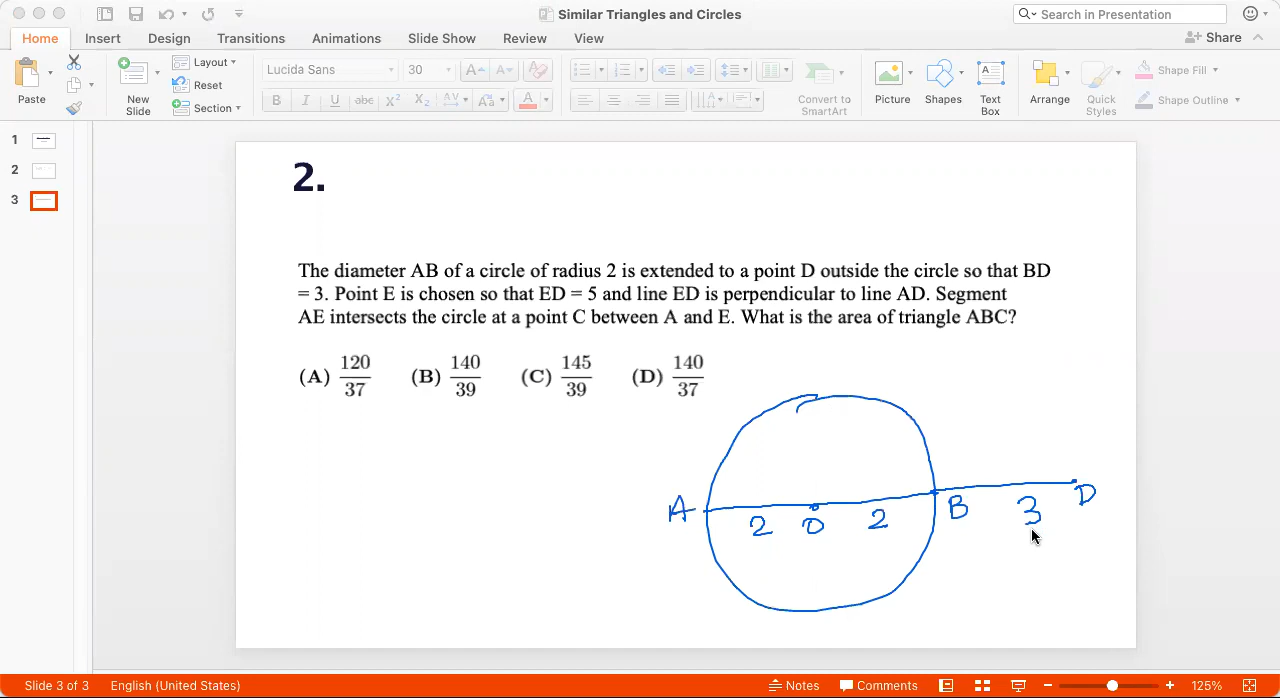 Similar Triangles and Circles
Search in Presentation
Home Insert Design Transitions Animations Slide Show Review View
Share
Paste
New Slide
Layout
Reset
Section
Lucida Sans 30
A A
B I U abc X² X₂ AV Aa A
Convert to SmartArt
Picture
Shapes
Text Box
Arrange
Quick Styles
Shape Fill
Shape Outline
1
2
3
2.
The diameter AB of a circle of radius 2 is extended to a point D outside the circle so that BD
= 3. Point E is chosen so that ED = 5 and line ED is perpendicular to line AD. Segment
AE intersects the circle at a point C between A and E. What is the area of triangle ABC?
(A) 120/37 (B) 140/39 (C) 145/39 (D) 140/37
A 2 0 2 B 3 D
Slide 3 of 3 English (United States) Notes Comments 125%